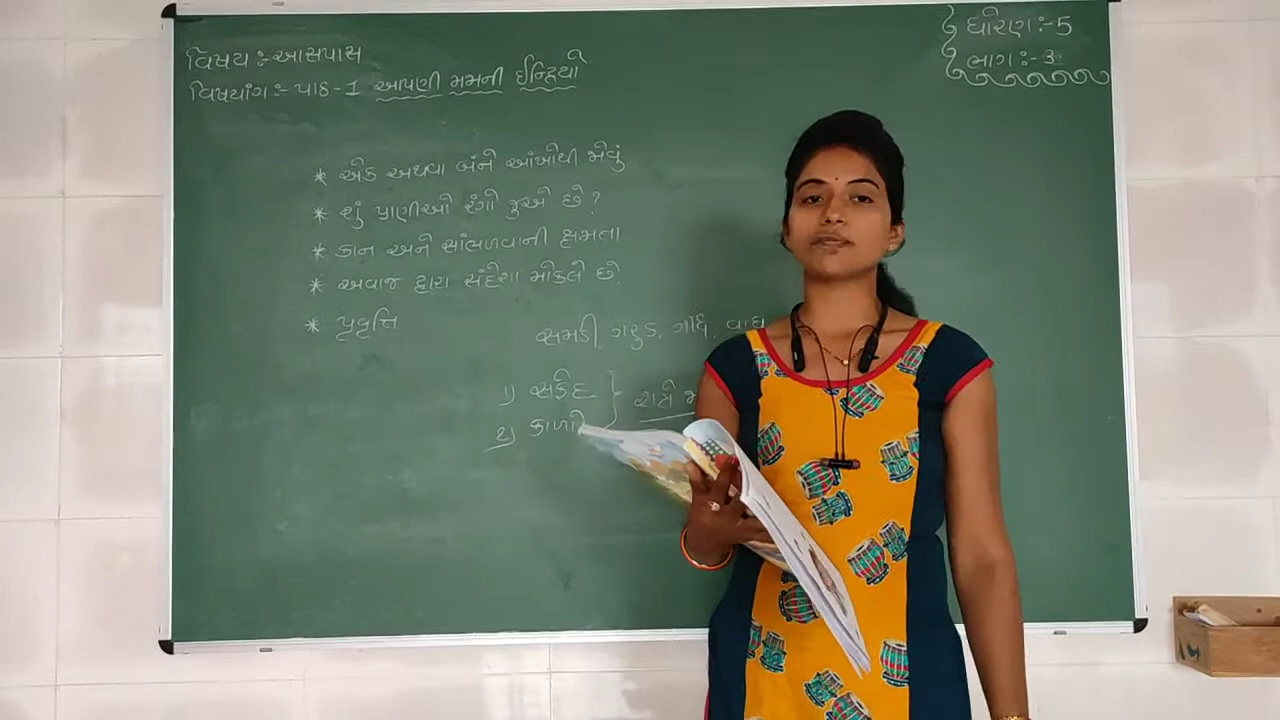 વિષય :- આસપાસ
વિષયાંગ :- પાઠ-1 આપણી મમની ઈન્દ્રિયો
ધોરણ :- 5
ભાગ :- 3
* એક અથવા બંને આંખોથી જોવું
* શું પ્રાણીઓ રંગો જુએ છે?
* કાન અને સાંભળવાની ક્ષમતા
* અવાજ દ્વારા સંદેશા મોકલે છે.
* પ્રવૃત્તિ
સમડી, ગરુડ, ગીધ, વાઘ
1) સફેદ
2) કાળો
રાત્રે